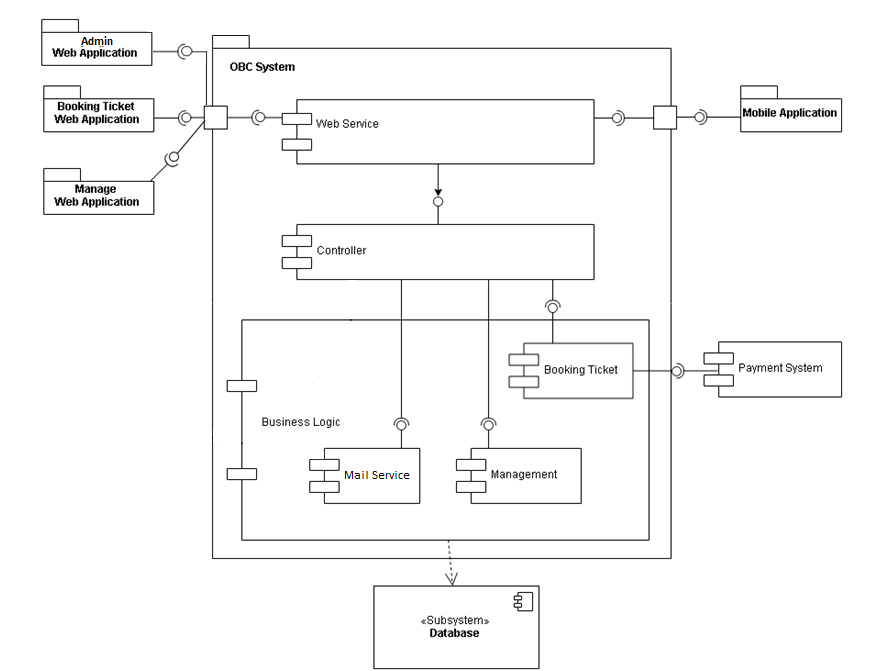 Admin
Web Application
OBC System
Booking Ticket
Web Application
Web Service
Mobile Application
Manage
Web Application
Controller
Booking Ticket
Payment System
Business Logic
Mail Service
Management
«Subsystem»
Database